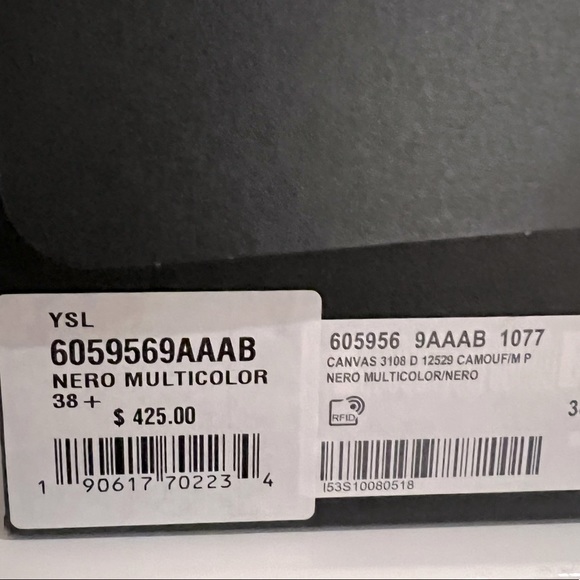 YSL
6059569AAAB
NERO MULTICOLOR
38+
$ 425.00
1 90617 70223 4
605956 9AAAB 1077
CANVAS 3108 D 12529 CAMOUF/M P
NERO MULTICOLOR/NERO
RFID
I53S10080518